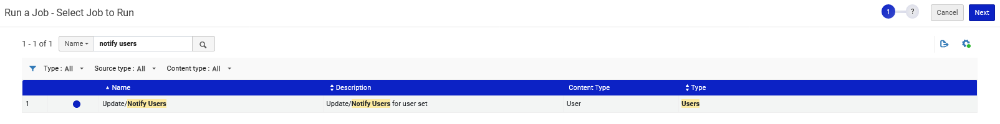 Run a Job - Select Job to Run 1 ? Cancel Next
1 - 1 of 1 Name notify users
Type : All Source type : All Content type : All
Name Description Content Type Type
1 Update/Notify Users Update/Notify Users for user set User Users